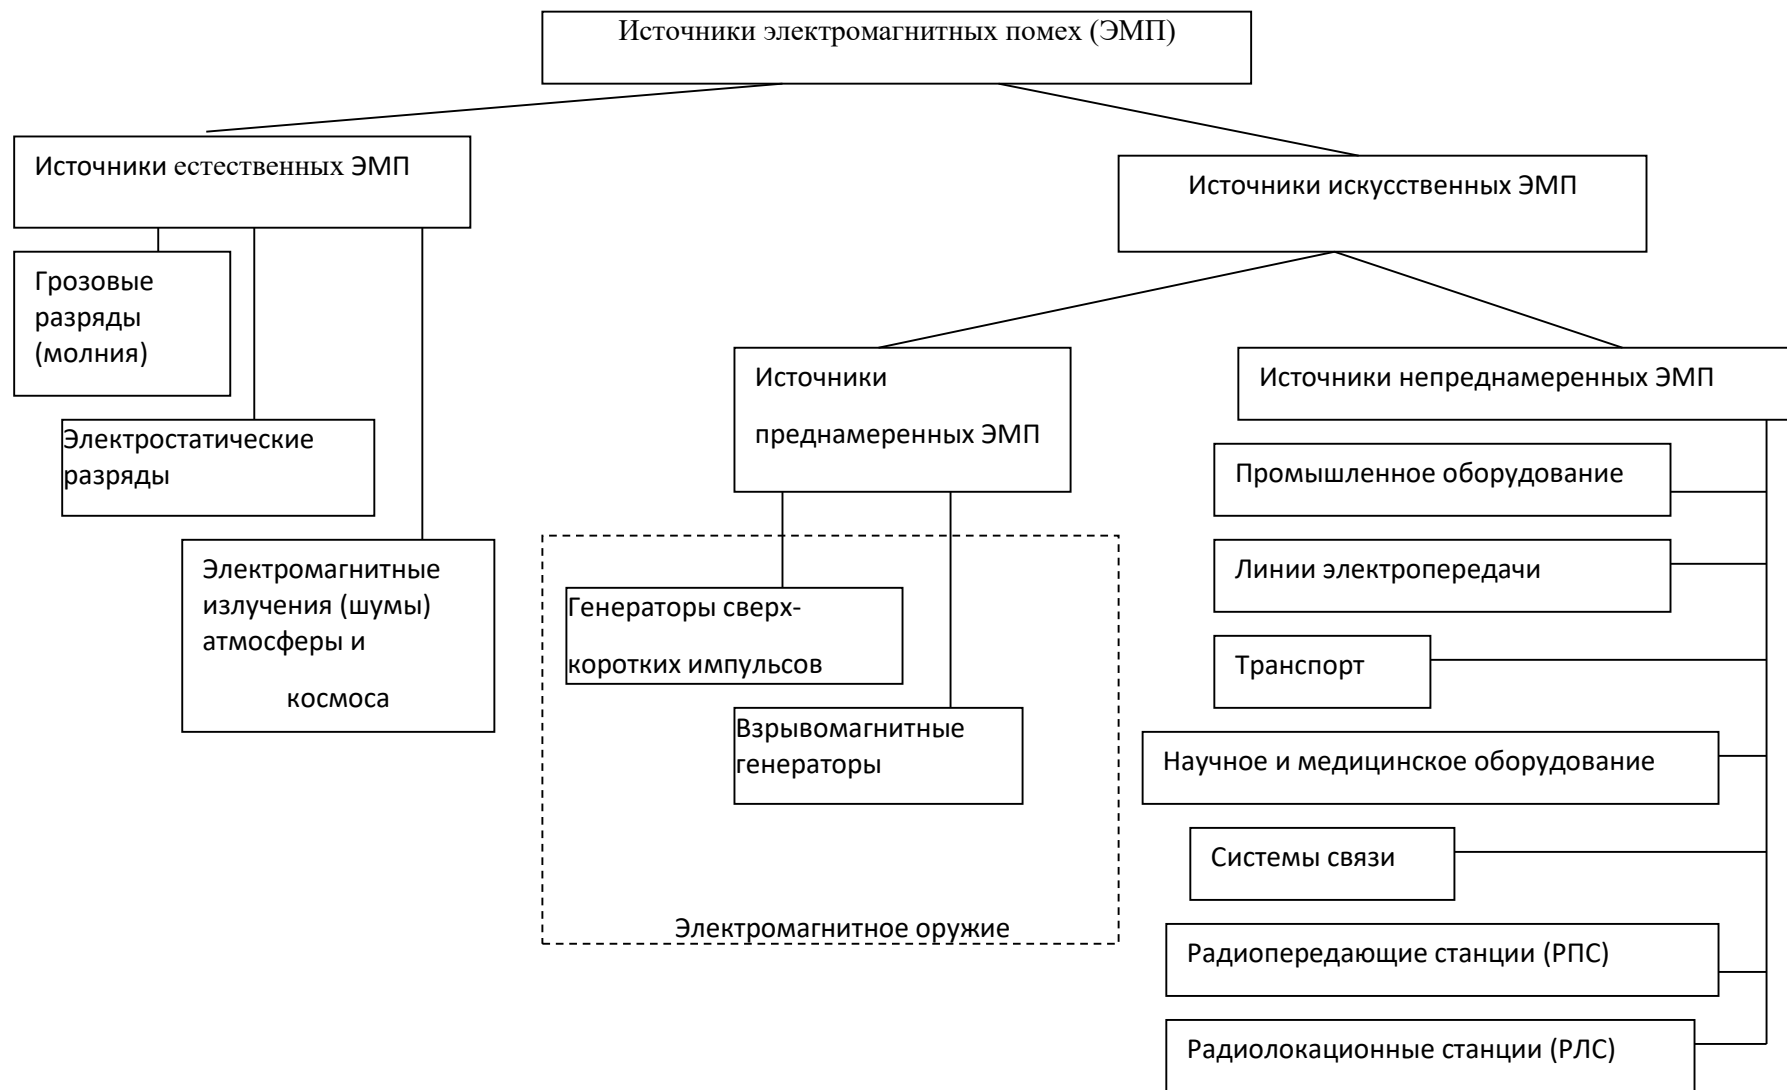 Источники электромагнитных помех (ЭМП)
Источники естественных ЭМП
Источники искусственных ЭМП
Грозовые
разряды
(молния)
Электростатические
разряды
Электромагнитные
излучения (шумы)
атмосферы и
космоса
Источники
преднамеренных ЭМП
Генераторы сверх-
коротких импульсов
Взрывомагнитные
генераторы
Электромагнитное оружие
Источники непреднамеренных ЭМП
Промышленное оборудование
Линии электропередачи
Транспорт
Научное и медицинское оборудование
Системы связи
Радиопередающие станции (РПС)
Радиолокационные станции (РЛС)